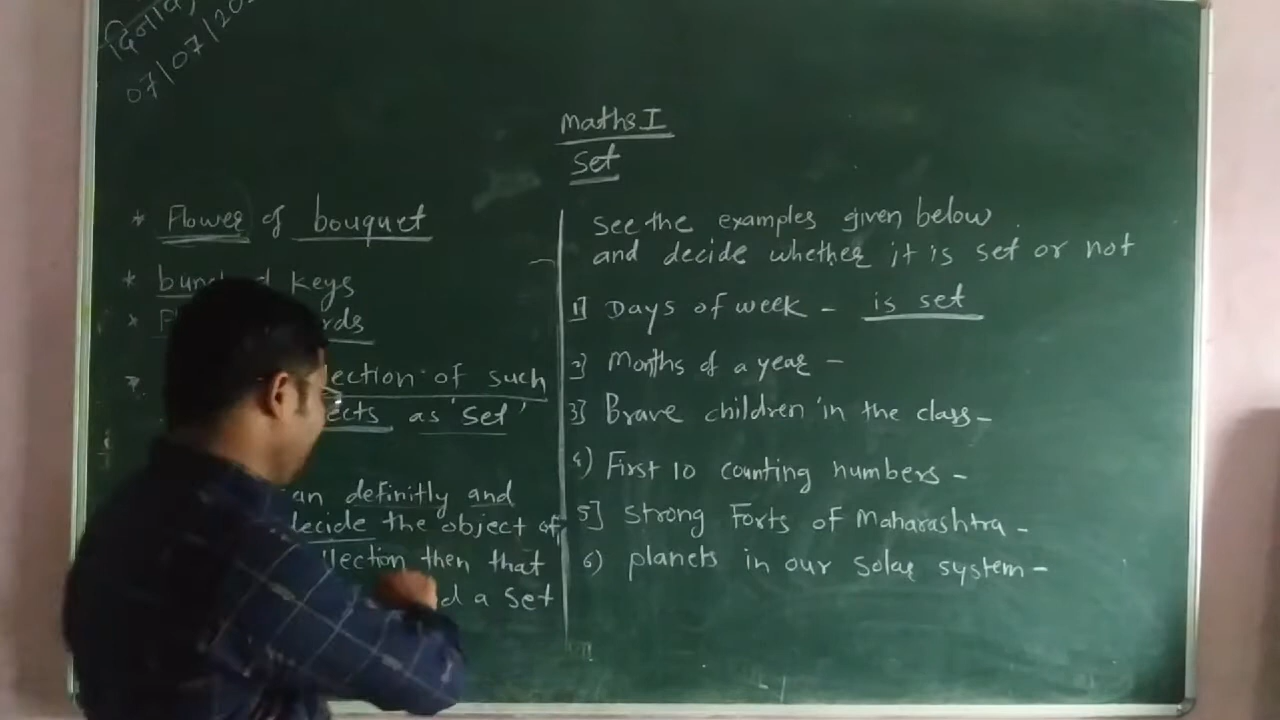 07/07/20
Maths I
Set
* Flower of bouquet
* keys
*
ection of such
ects as 'Set'
an definitly and
decide the object of
llection then that
d a set
See the examples given below
and decide whether it is set or not
1] Days of week - is set
2] Months of a year -
3] Brave children in the class -
4) First 10 counting numbers -
5] Strong Forts of Maharashtra -
6) planets in our Solar system -